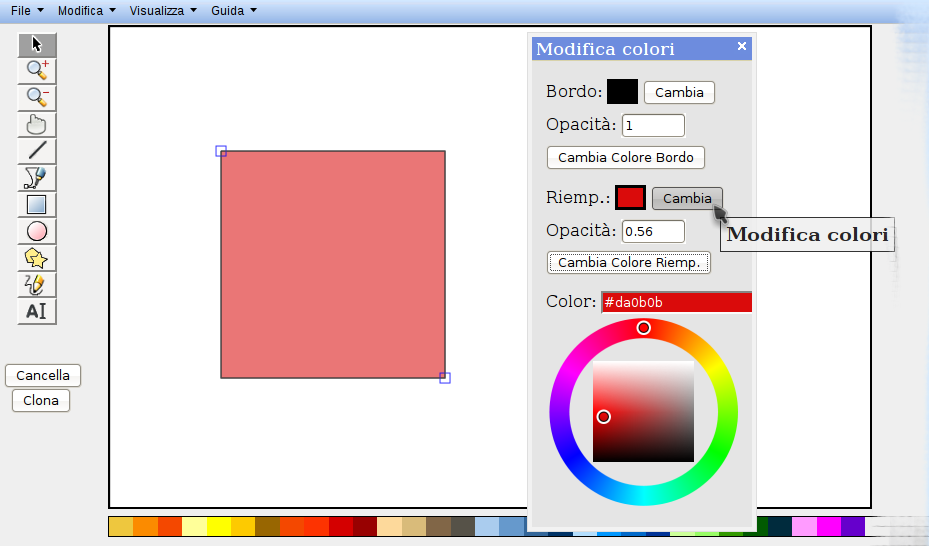 File Modifica Visualizza Guida
Modifica colori
Bordo: Cambia
Opacità: 1
Cambia Colore Bordo
Riemp.: Cambia
Opacità: 0.56
Modifica colori
Cambia Colore Riemp.
Color: #da0b0b
AI
Cancella
Clona